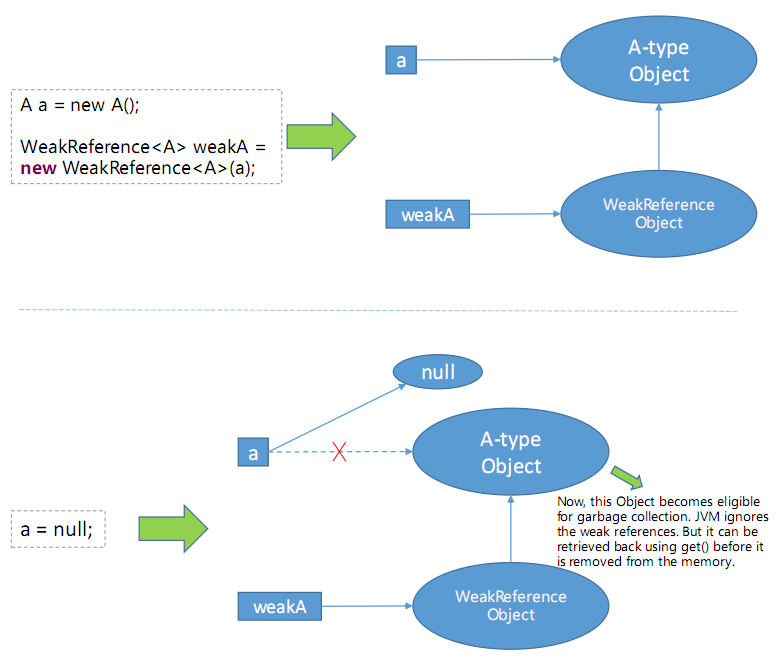 A a = new A();
WeakReference<A> weakA =
new WeakReference<A>(a);
a
A-type
Object
weakA
WeakReference
Object
a = null;
null
a
A-type
Object
Now, this Object becomes eligible
for garbage collection. JVM ignores
the weak references. But it can be
retrieved back using get() before it
is removed from the memory.
weakA
WeakReference
Object